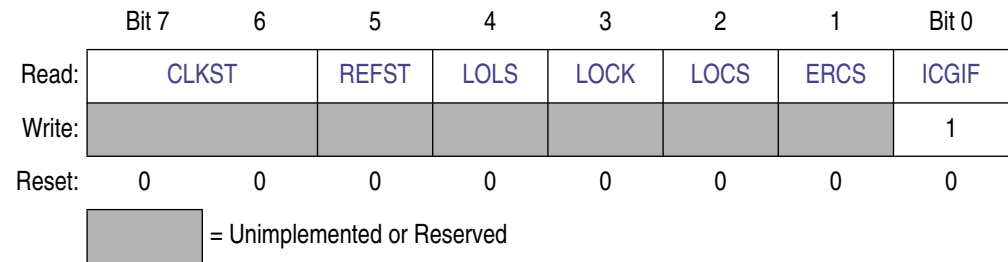 Bit 7 6 5 4 3 2 1 Bit 0
Read: CLKST REFST LOLS LOCK LOCS ERCS ICGIF
Write: 1
Reset: 0 0 0 0 0 0 0 0
= Unimplemented or Reserved